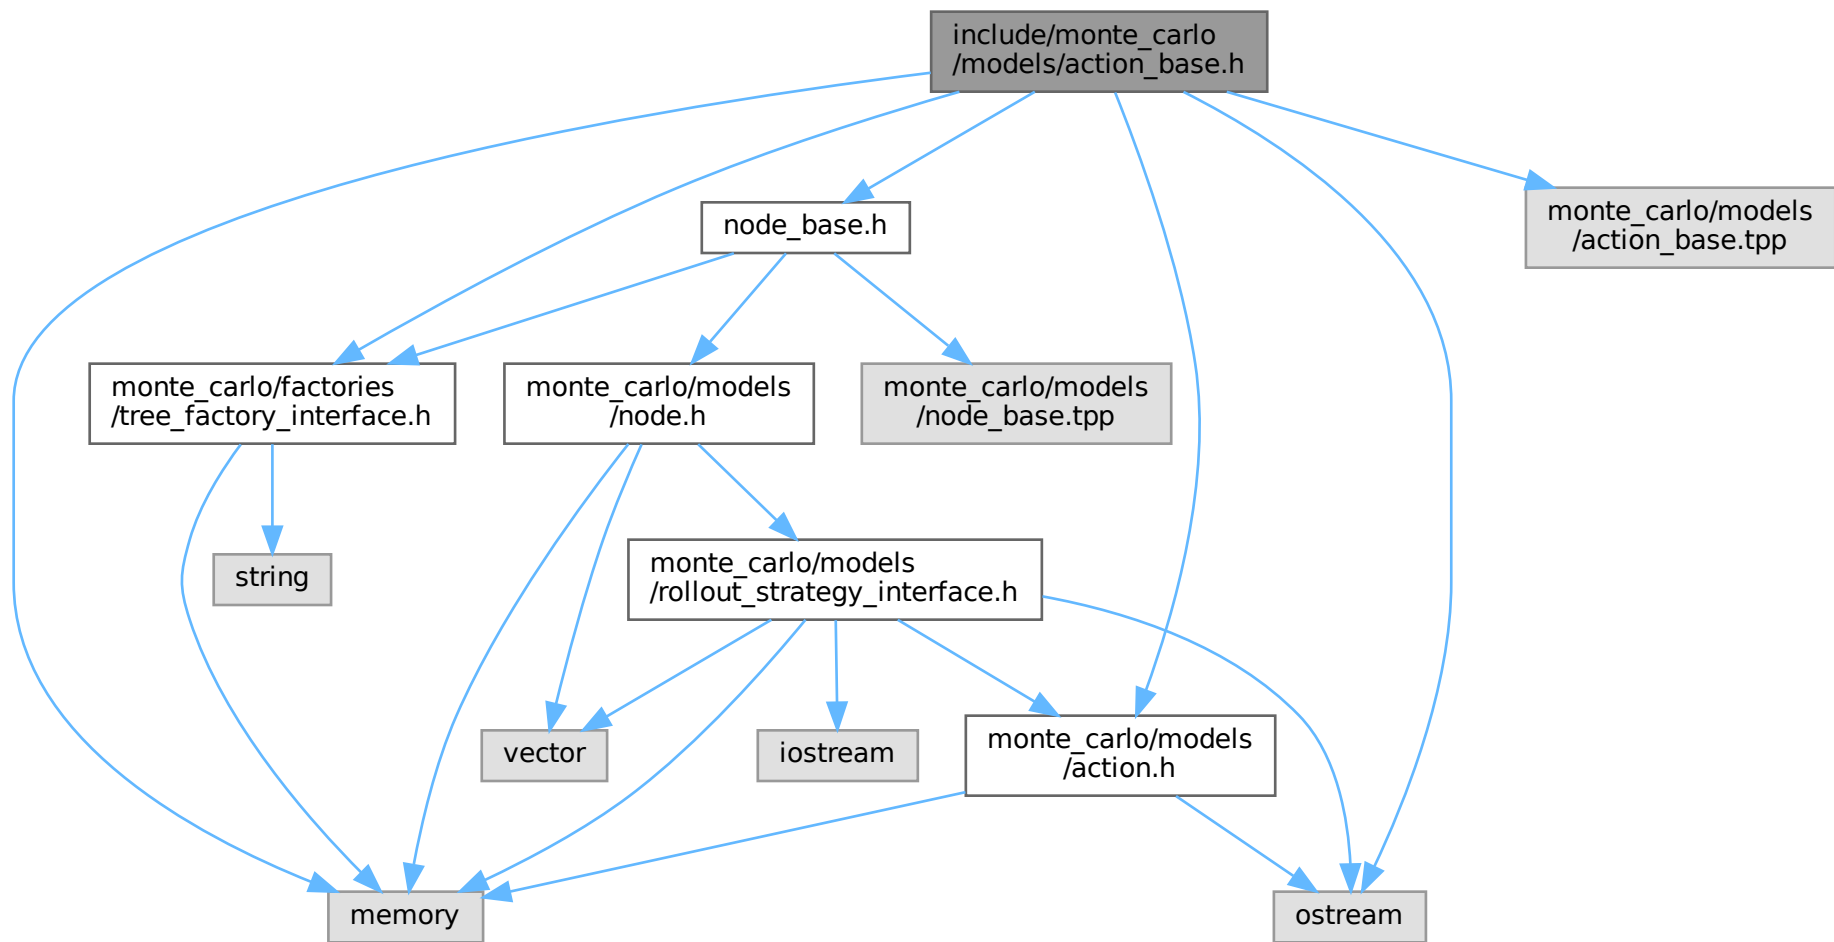 include/monte_carlo
/models/action_base.h
monte_carlo/models
/action_base.tpp
node_base.h
monte_carlo/factories
/tree_factory_interface.h
monte_carlo/models
/node.h
monte_carlo/models
/node_base.tpp
string
monte_carlo/models
/rollout_strategy_interface.h
vector
iostream
monte_carlo/models
/action.h
memory
ostream